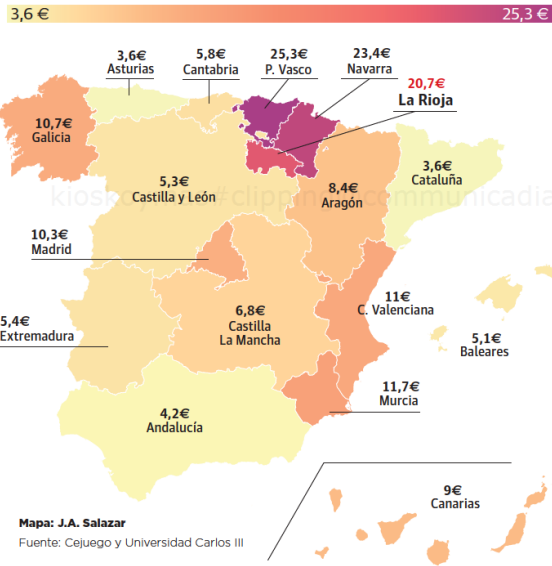 3,6€
25,3€
3,6€
Asturias
5,8€
Cantabria
25,3€
P. Vasco
23,4€
Navarra
20,7€
La Rioja
10,7€
Galicia
5,3€
Castilla y León
8,4€
Aragón
3,6€
Cataluña
10,3€
Madrid
6,8€
Castilla
La Mancha
11€
C. Valenciana
5,4€
Extremadura
5,1€
Baleares
11,7€
Murcia
4,2€
Andalucía
9€
Canarias
Mapa: J.A. Salazar
Fuente: Cejuego y Universidad Carlos III